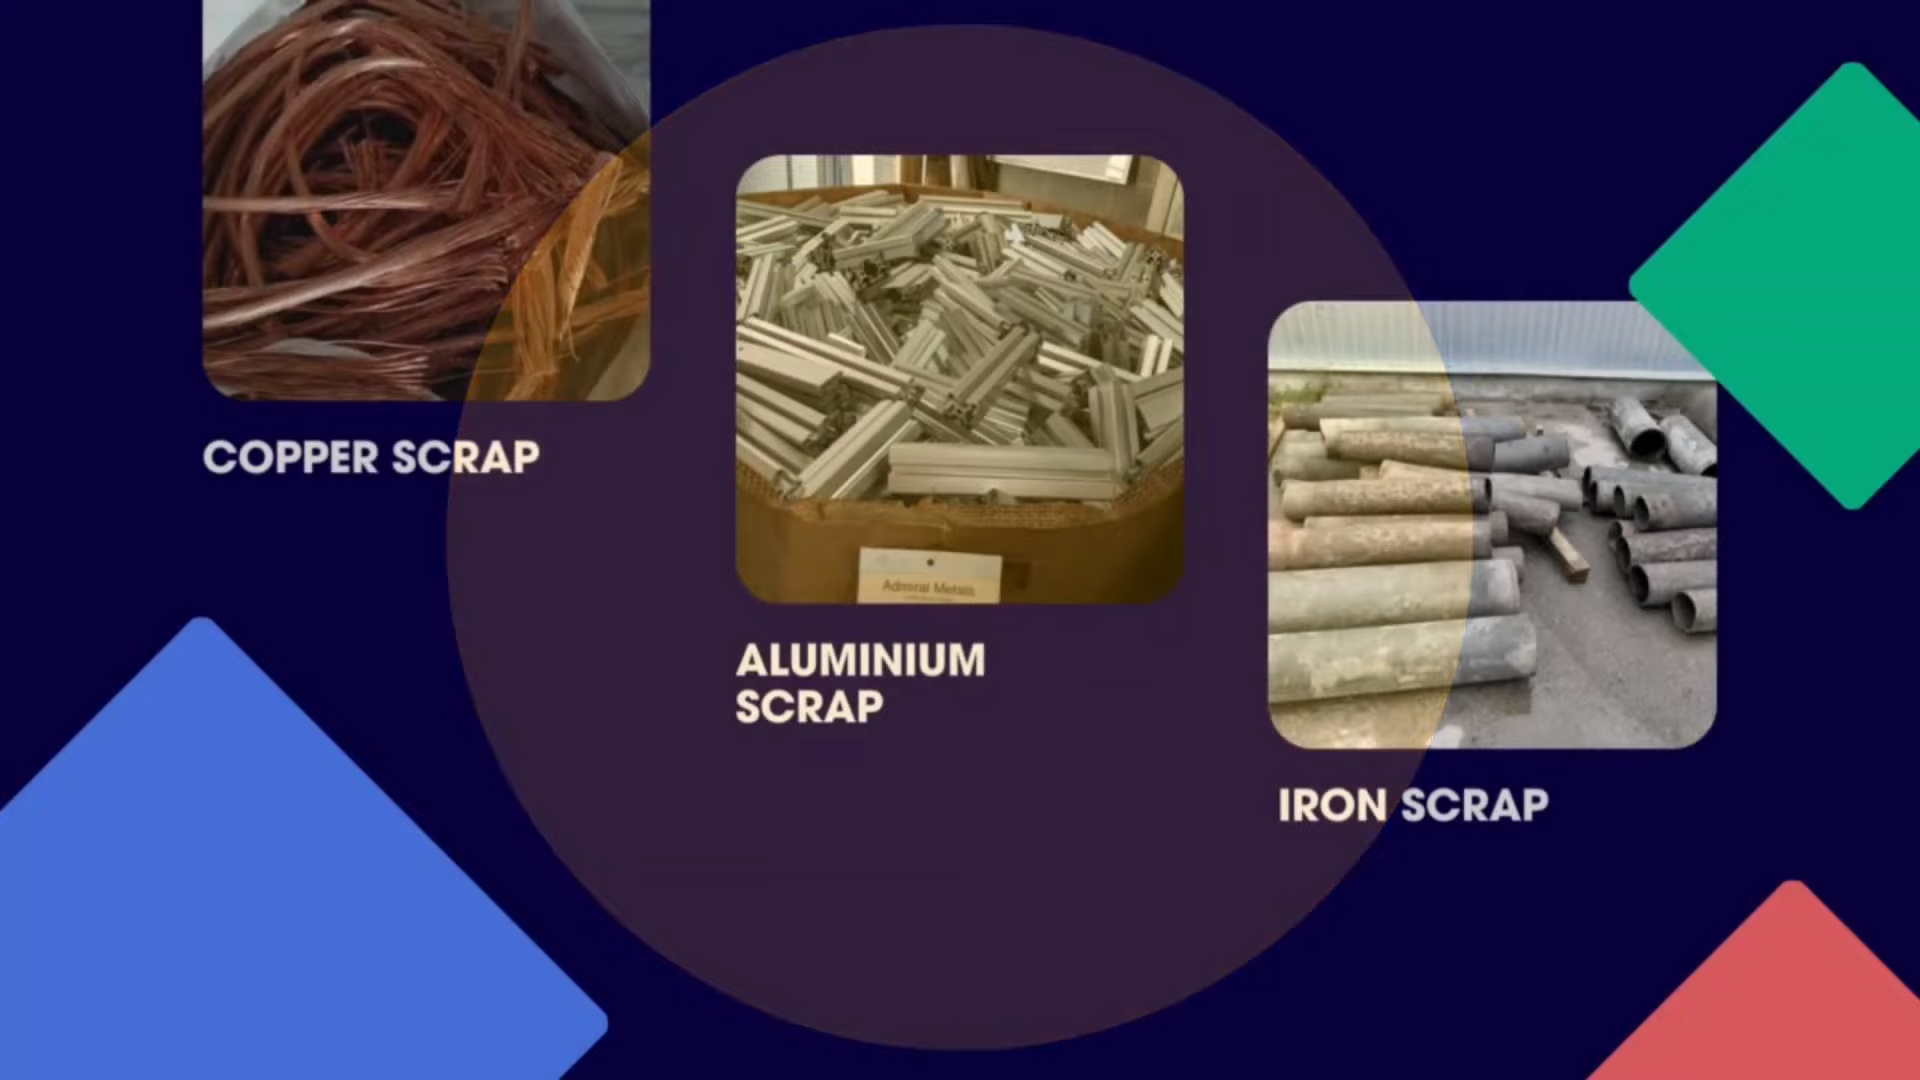 COPPER SCRAP
Admiral Metals
ALUMINIUM
SCRAP
IRON SCRAP